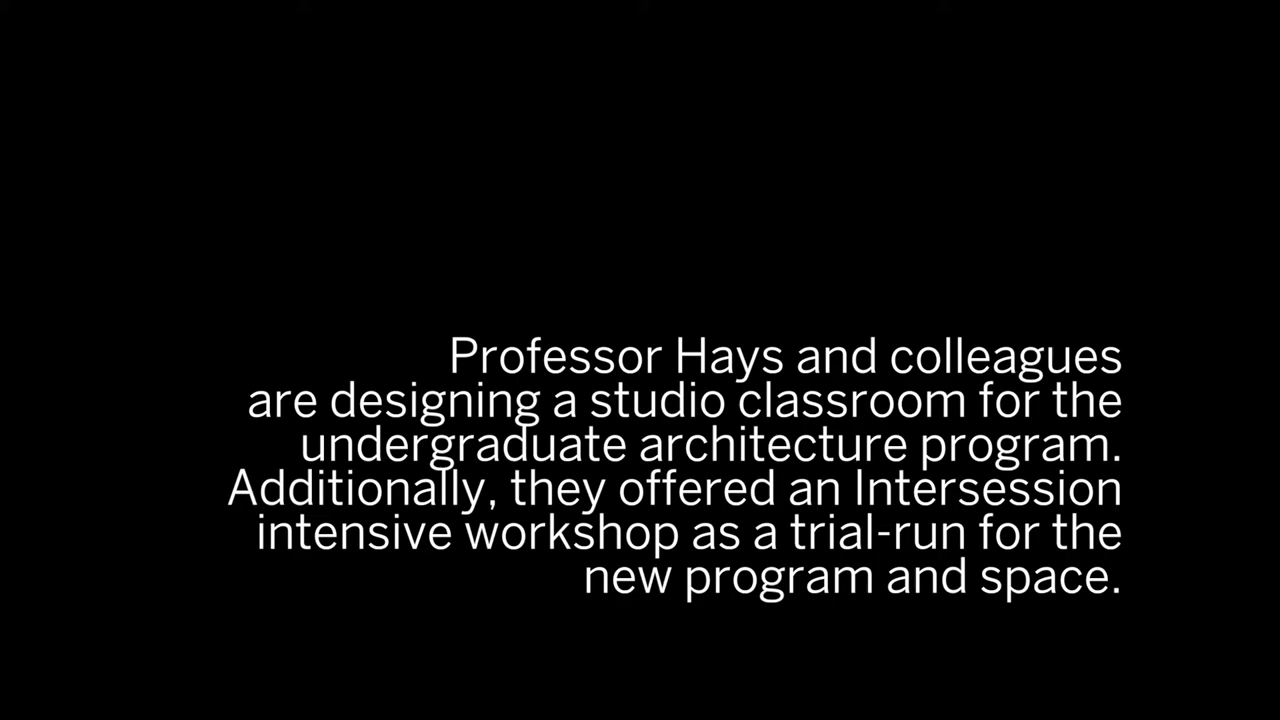 Professor Hays and colleagues
are designing a studio classroom for the
undergraduate architecture program.
Additionally, they offered an Intersession
intensive workshop as a trial-run for the
new program and space.